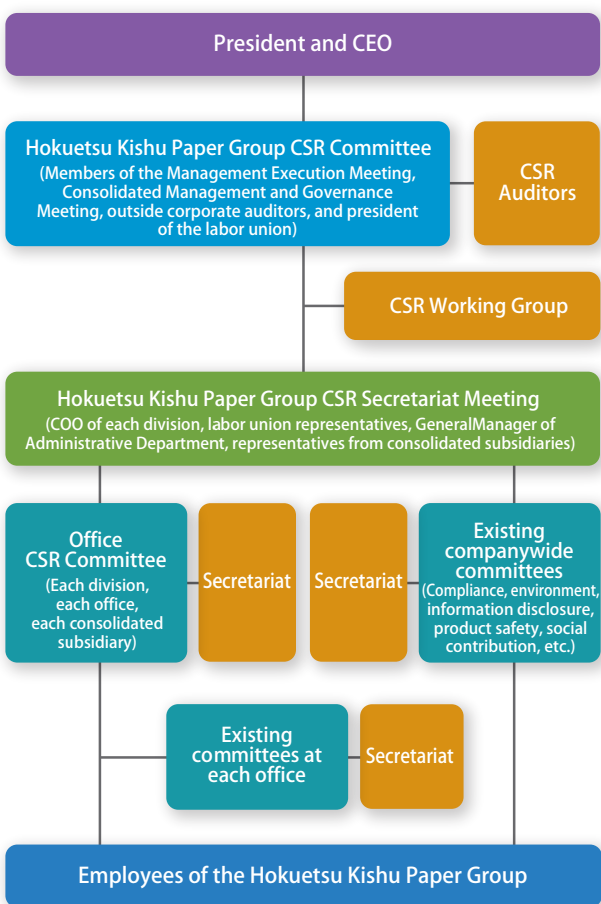 President and CEO
Hokuetsu Kishu Paper Group CSR Committee
(Members of the Management Execution Meeting,
Consolidated Management and Governance
Meeting, outside corporate auditors, and president
of the labor union)
CSR
Auditors
CSR Working Group
Hokuetsu Kishu Paper Group CSR Secretariat Meeting
(COO of each division, labor union representatives, GeneralManager of
Administrative Department, representatives from consolidated subsidiaries)
Office
CSR Committee
(Each division,
each office,
each consolidated
subsidiary)
Secretariat
Secretariat
Existing
companywide
committees
(Compliance, environment,
information disclosure,
product safety, social
contribution, etc.)
Existing
committees at
each office
Secretariat
Employees of the Hokuetsu Kishu Paper Group